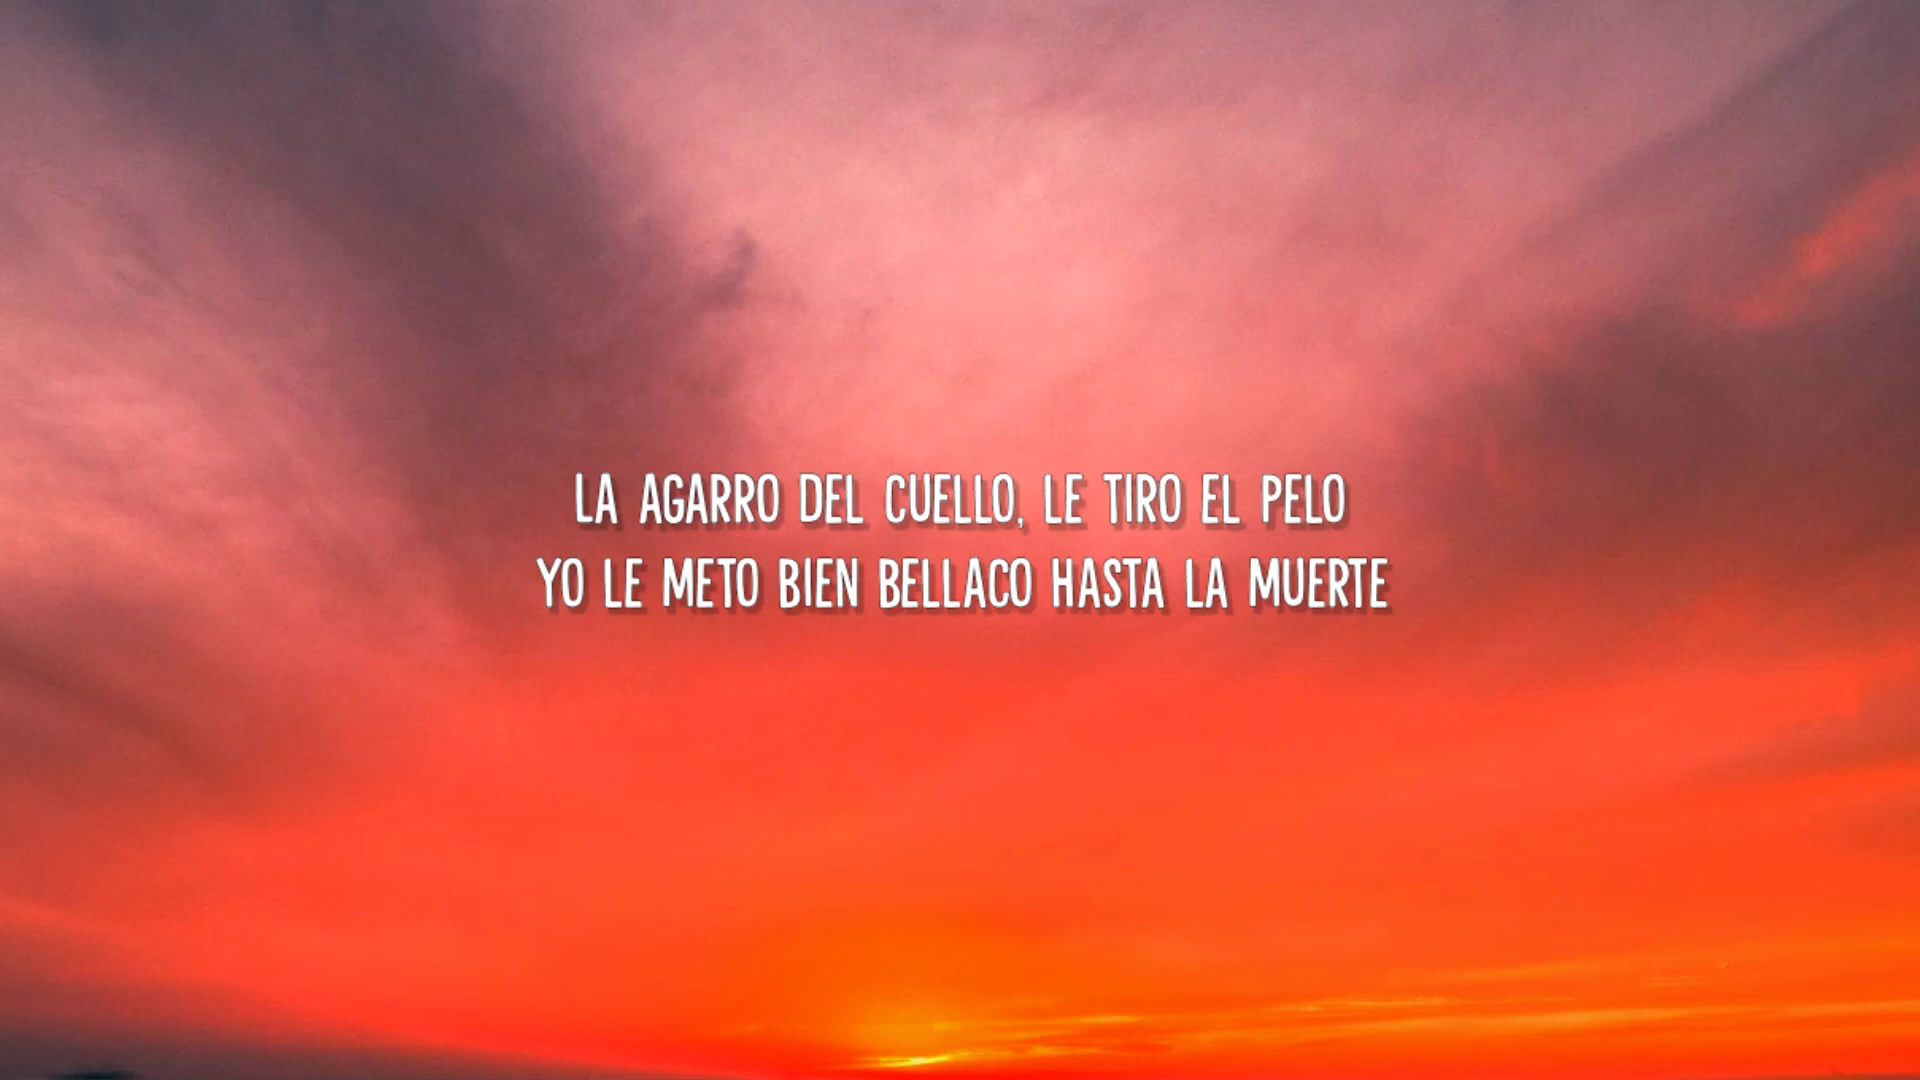 LA AGARRO DEL CUELLO, LE TIRO EL PELO
YO LE METO BIEN BELLACO HASTA LA MUERTE